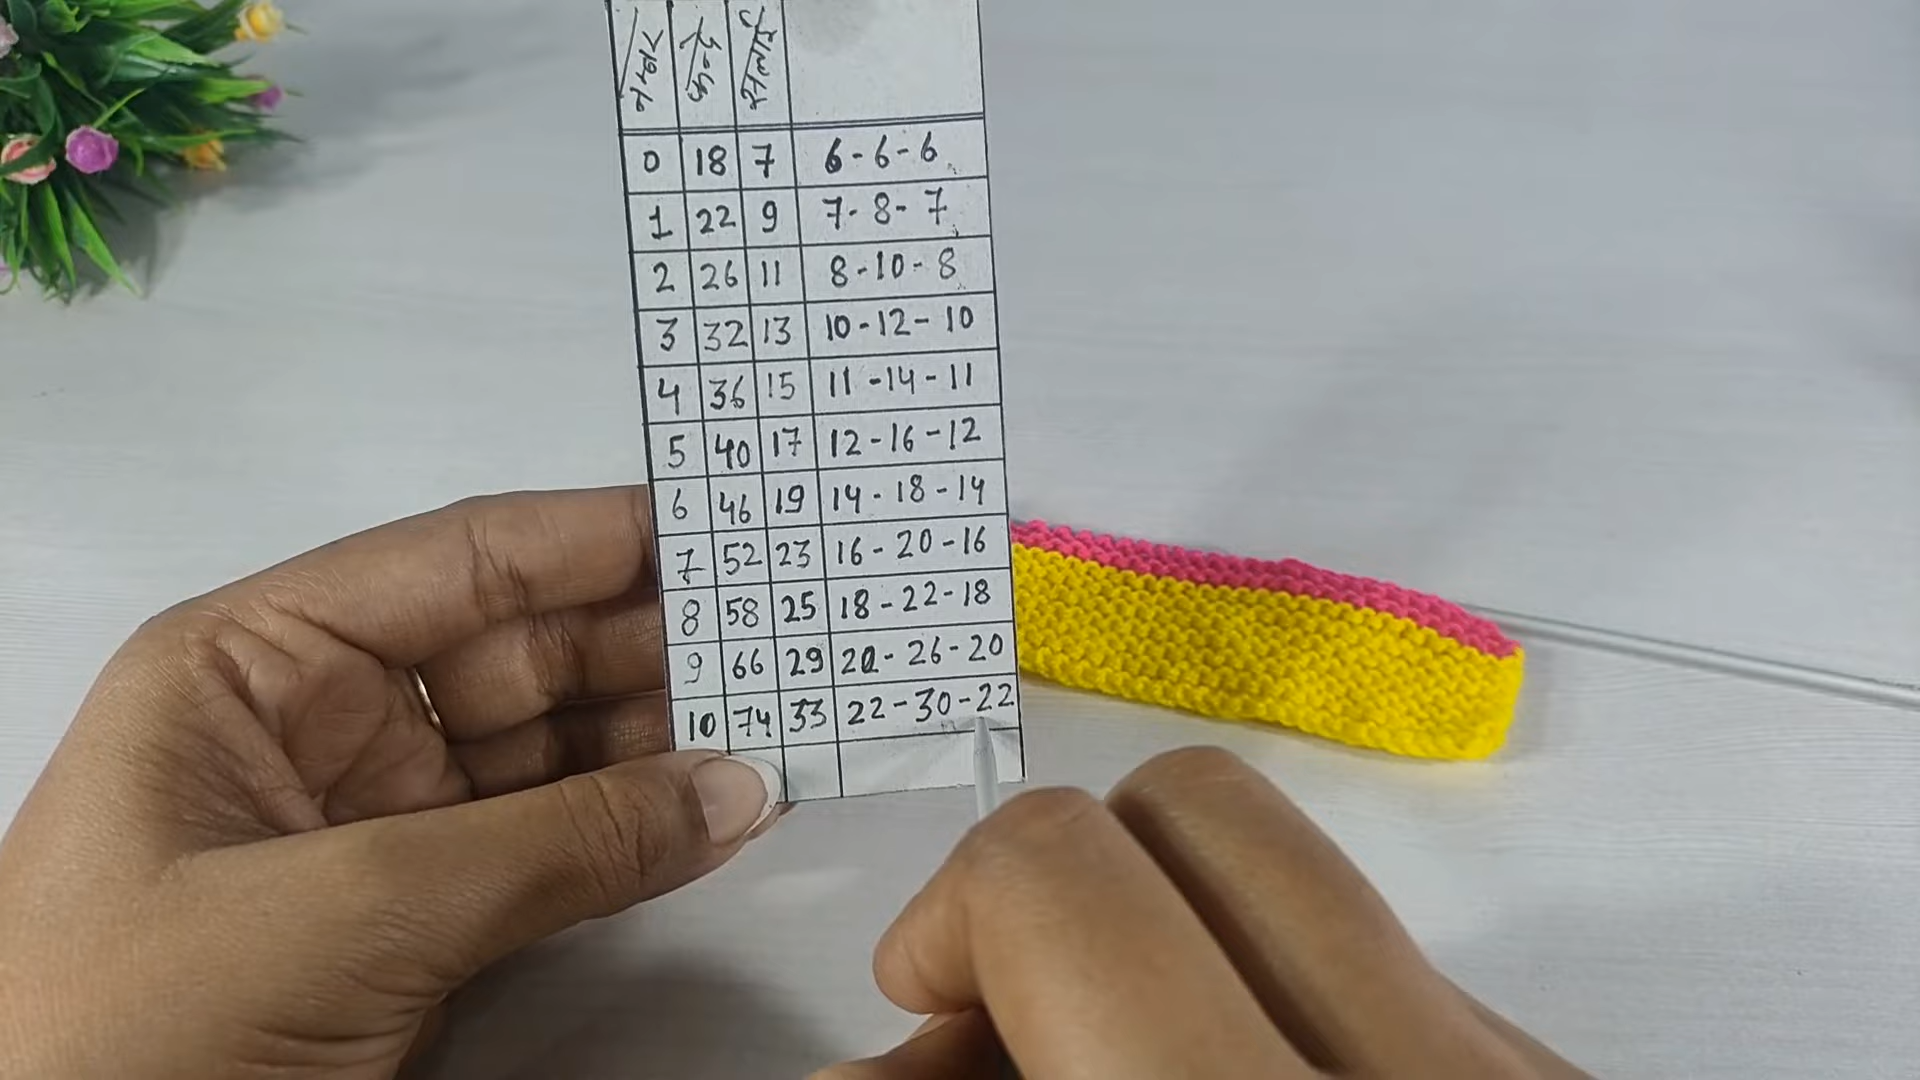 0 18 7 6-6-6
1 22 9 7-8-7
2 26 11 8-10-8
3 32 13 10-12-10
4 36 15 11-14-11
5 40 17 12-16-12
6 46 19 14-18-14
7 52 23 16-20-16
8 58 25 18-22-18
9 66 29 20-26-20
10 74 33 22-30-22